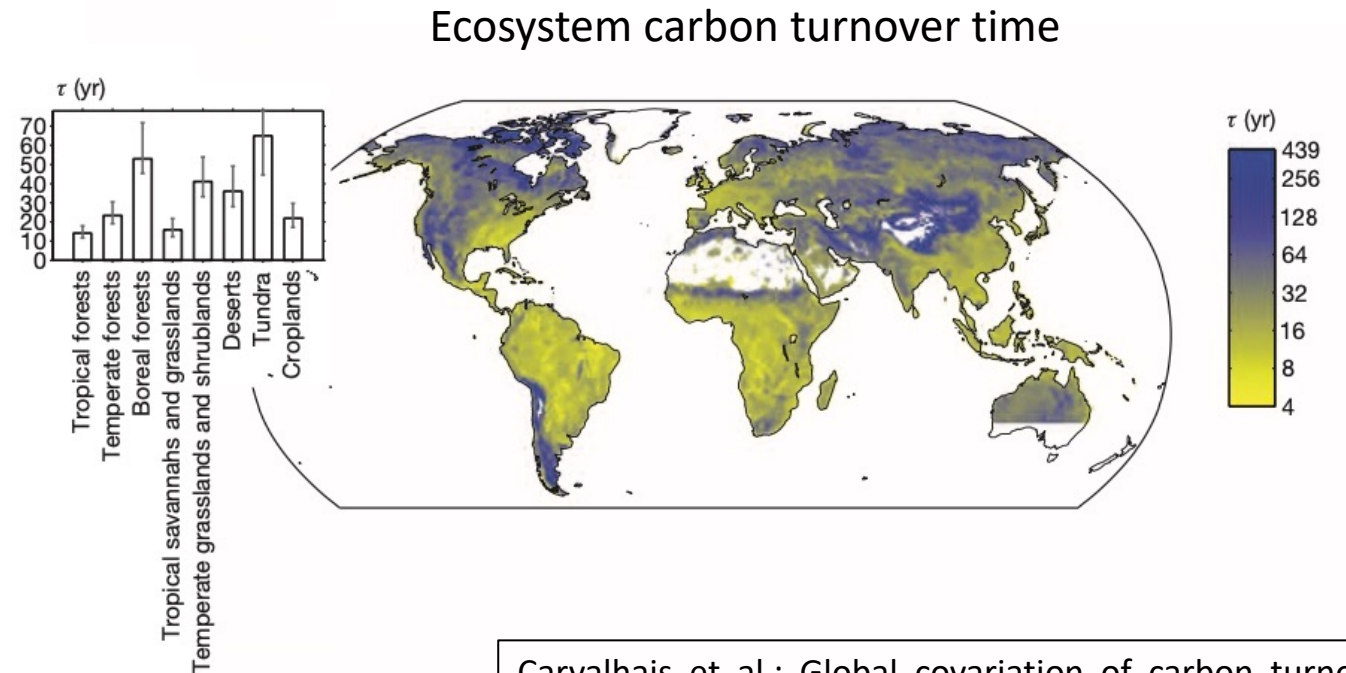 Ecosystem carbon turnover time
τ (yr)
70
60
50
40
30
20
10
0
Tropical forests
Temperate forests
Boreal forests
Tropical savannahs and grasslands
Temperate grasslands and shrublands
Deserts
Tundra
Croplands
τ (yr)
439
256
128
64
32
16
8
4
Carvalhais et al.: Global covariation of carbon